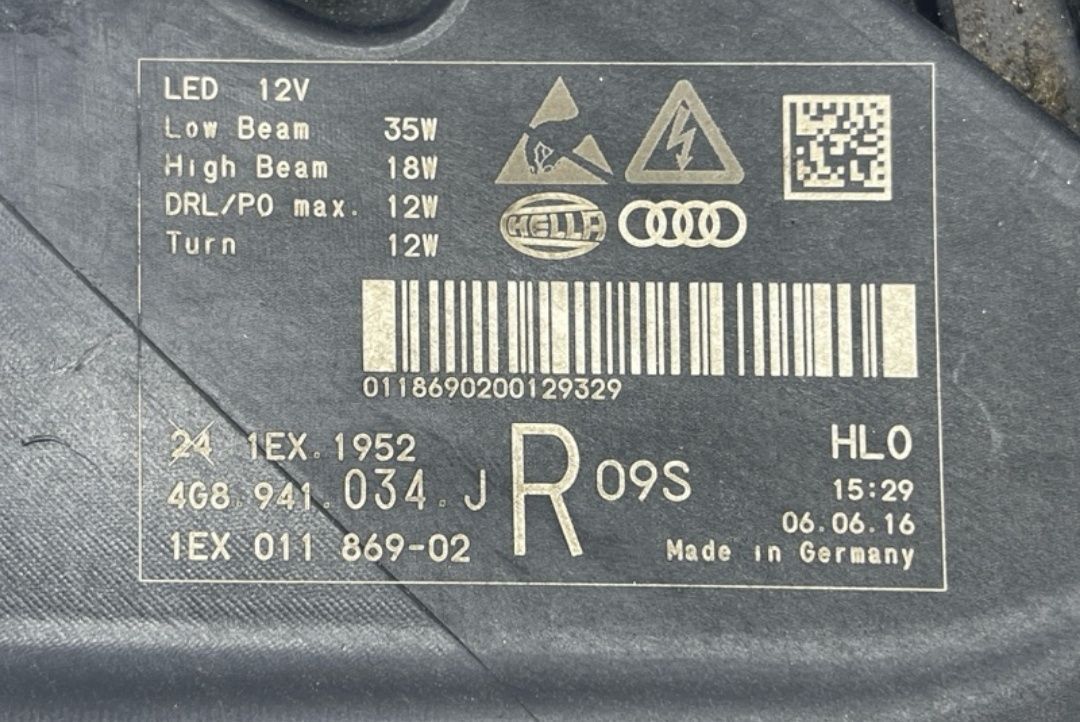 LED 12V
Low Beam 35W
High Beam 18W
DRL/PO max. 12W
Turn 12W
HELLA
0118690200129329
24 1EX.1952
4G8.941.034.J
R 09S
1EX 011 869-02
HL0
15:29
06.06.16
Made in Germany